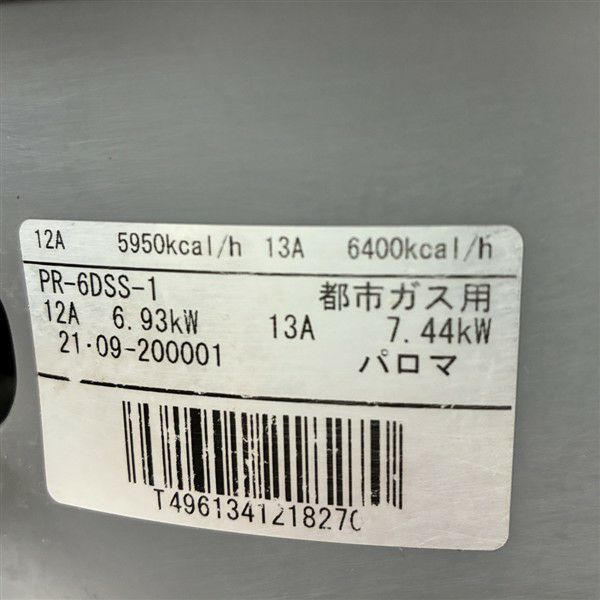 12A 5950kcal/h 13A 6400kcal/h
PR-6DSS-1 都市ガス用
12A 6.93kW 13A 7.44kW
21·09-200001 パロマ
T496134121827